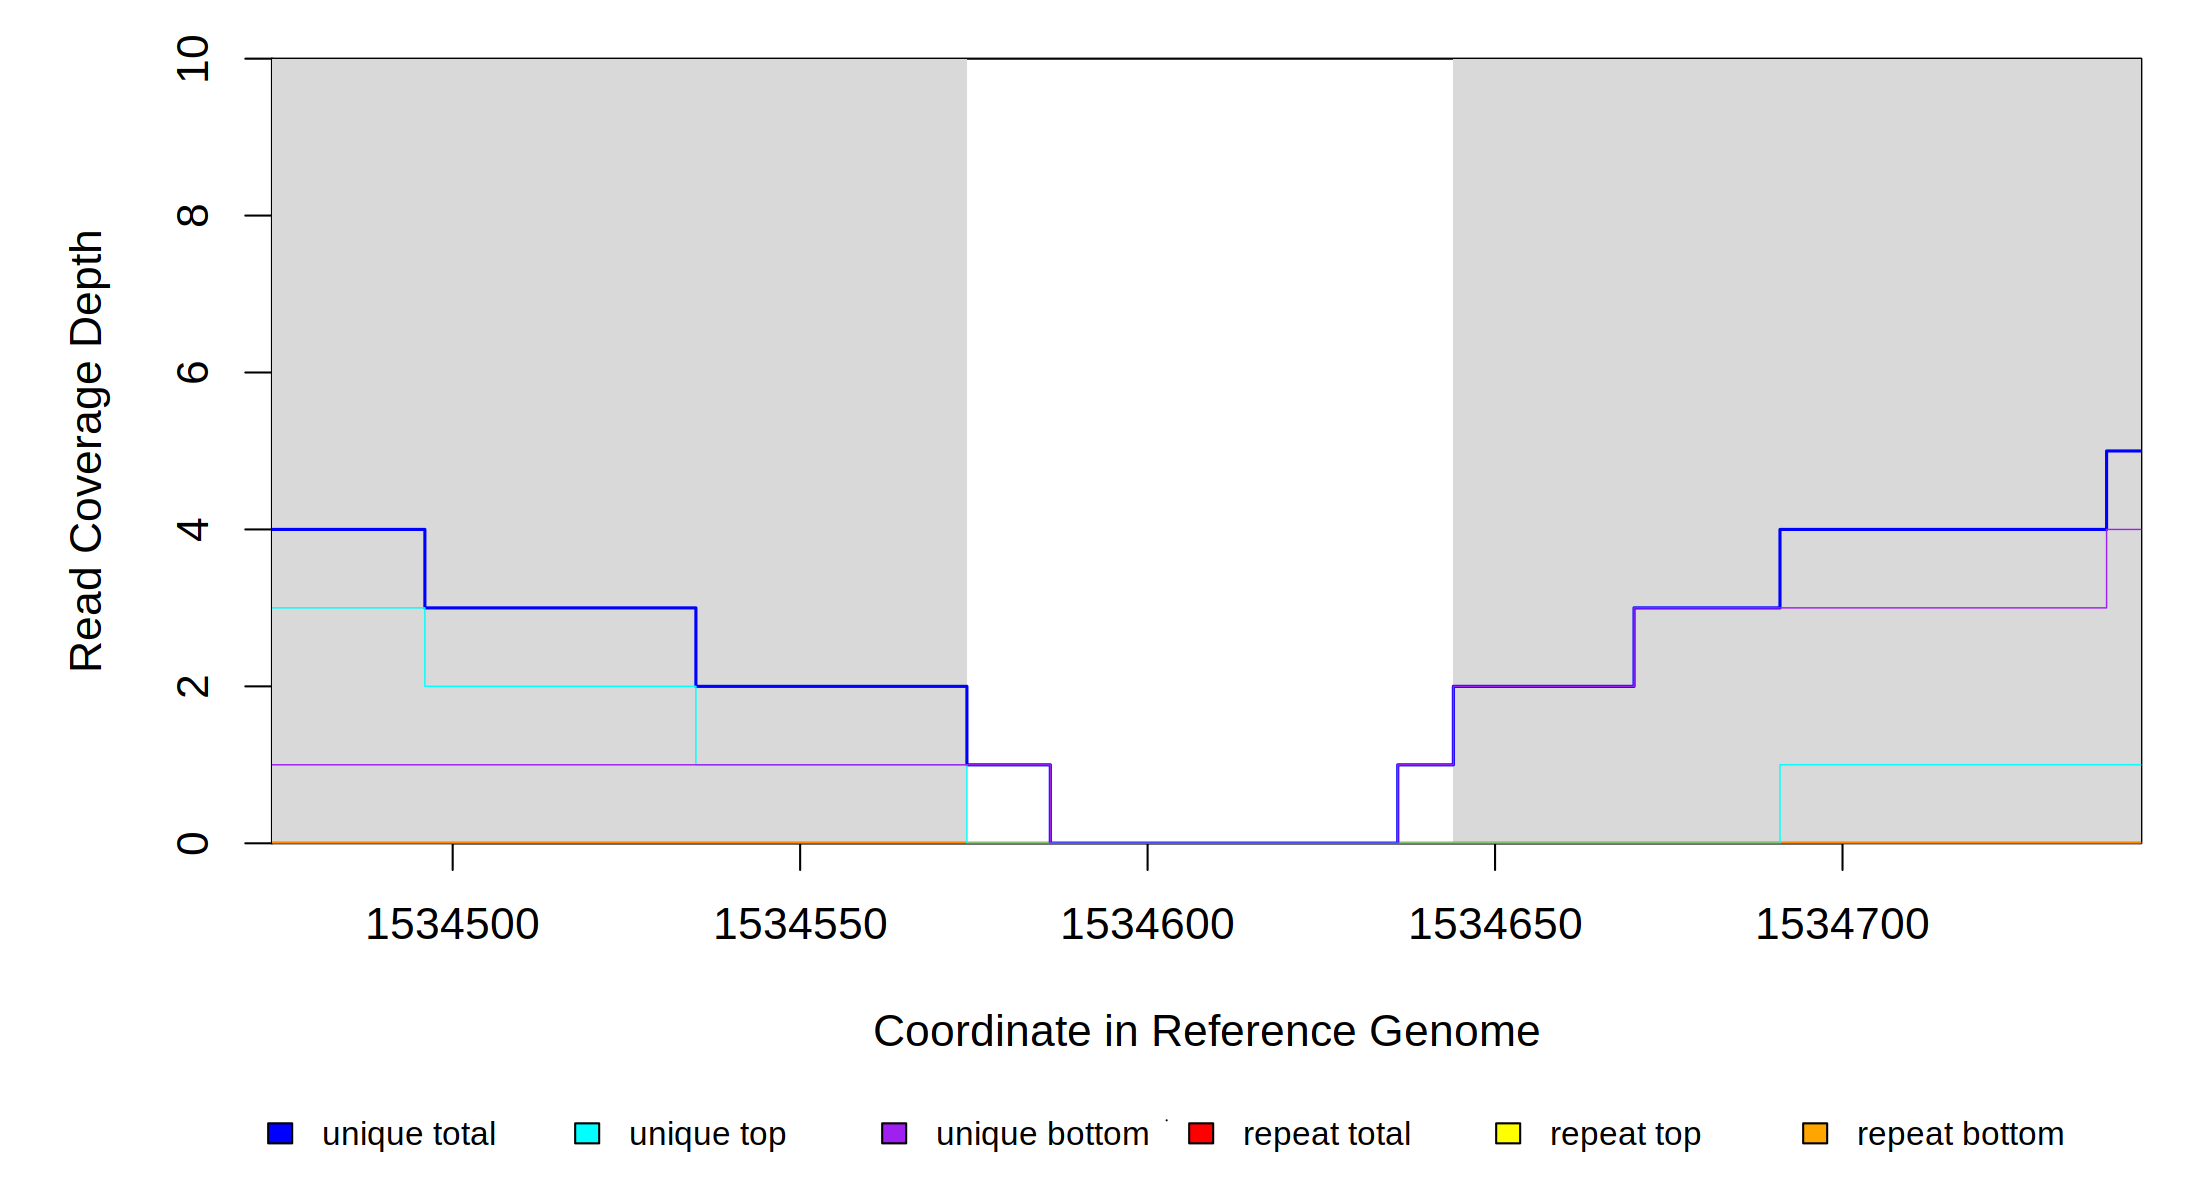 10
8
6
4
2
0
Read Coverage Depth
1534500 1534550 1534600 1534650 1534700
Coordinate in Reference Genome
unique total unique top unique bottom repeat total repeat top repeat bottom